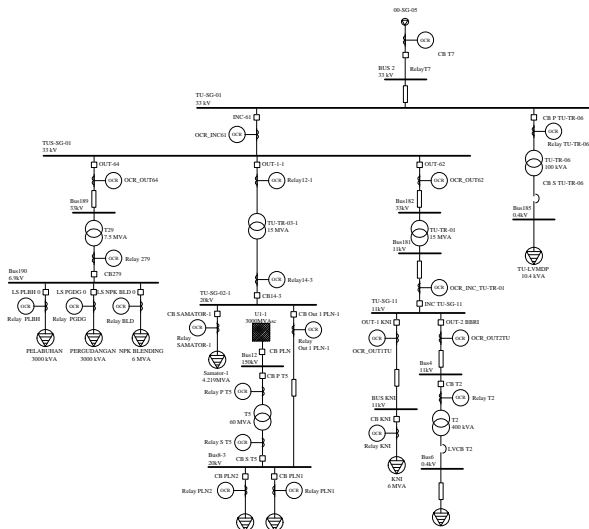 00-SG-05
OCR
CB T7
BUS 2
33 kV
RelayT7
TU-SG-01
33 kV
INC-61
OCR_INC61
OCR
CB P TU-TR-06
OCR
Relay TU-TR-06
TU-TR-06
100 kVA
CB S TU-TR-06
Bus185
0.4kV
TU-LVMDP
10.4 kVA
TUS-SG-01
33 kV
OUT-64
OCR
OCR_OUT64
Bus189
33kV
T29
7.5 MVA
OCR
Relay 279
CB279
Bus190
6.9kV
LS PLBH 0
OCR
Relay PLBH
PELABUHAN
3000 kVA
LS PGDG 0
OCR
Relay PGDG
PERGUDANGAN
3000 kVA
LS NPK BLD 0
OCR
Relay BLD
NPK BLENDING
6 MVA
OUT-1-1
OCR
Relay12-1
TU-TR-03-1
15 MVA
OCR
Relay14-3
CB14-3
TU-SG-02-1
20kV
CB SAMATOR-1
OCR
Relay
SAMATOR-1
Samator-1
4.219MVA
U1-1
3000MVAsc
CB PLN
Bus12
150kV
CB P T5
Relay P T5
OCR
T5
60 MVA
Relay S T5
OCR
CB S T5
CB Out 1 PLN-1
OCR
Relay
Out 1 PLN-1
Bus8-3
20kV
CB PLN2
Relay PLN2
OCR
CB PLN1
OCR
Relay PLN1
OUT-62
OCR
OCR_OUT62
Bus182
33kV
TU-TR-01
15 MVA
Bus181
11kV
OCR
OCR_INC_TU-TR-01
INC TU-SG-11
TU-SG-11
11kV
OUT-1 KNI
OCR
OCR_OUT1TU
BUS KNI
11kV
CB KNI
OCR
Relay KNI
KNI
6 MVA
OUT-2 BBRI
OCR
OCR_OUT2TU
Bus4
11kV
CB T2
OCR
Relay T2
T2
400 kVA
LVCB T2
Bus6
0.4kV